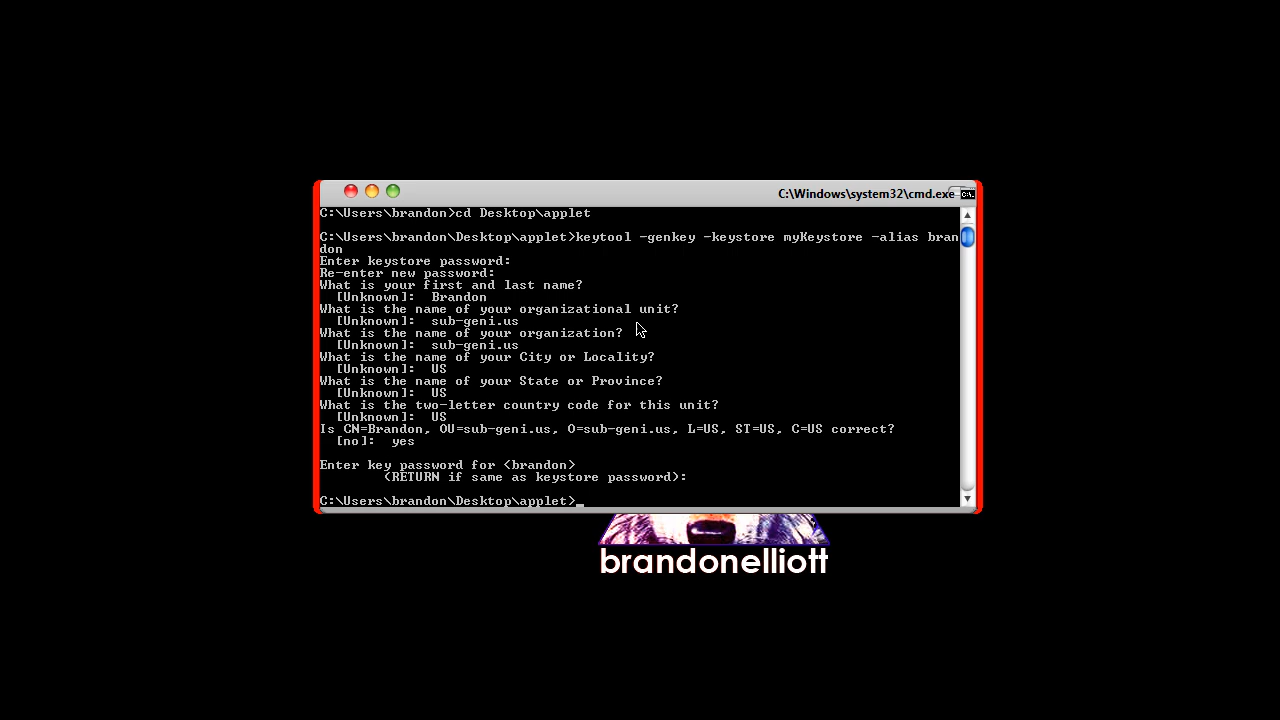 C:\Windows\system32\cmd.exe
C:\Users\brandon>cd Desktop\applet
C:\Users\brandon\Desktop\applet>keytool -genkey -keystore myKeystore -alias bran
don
Enter keystore password:
Re-enter new password:
What is your first and last name?
[Unknown]:  Brandon
What is the name of your organizational unit?
[Unknown]:  sub-geni.us
What is the name of your organization?
[Unknown]:  sub-geni.us
What is the name of your City or Locality?
[Unknown]:  US
What is the name of your State or Province?
[Unknown]:  US
What is the two-letter country code for this unit?
[Unknown]:  US
Is CN=Brandon, OU=sub-geni.us, O=sub-geni.us, L=US, ST=US, C=US correct?
[no]:  yes
Enter key password for <brandon>
(RETURN if same as keystore password):
C:\Users\brandon\Desktop\applet>_
brandonelliott